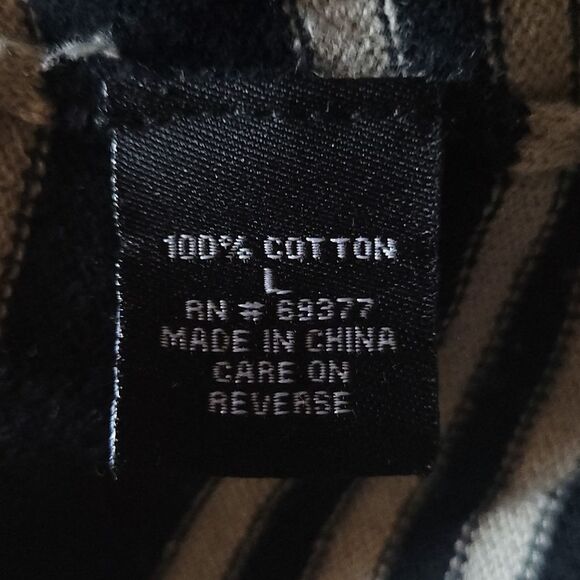 100% COTTON
L
RN # 69377
MADE IN CHINA
CARE ON
REVERSE